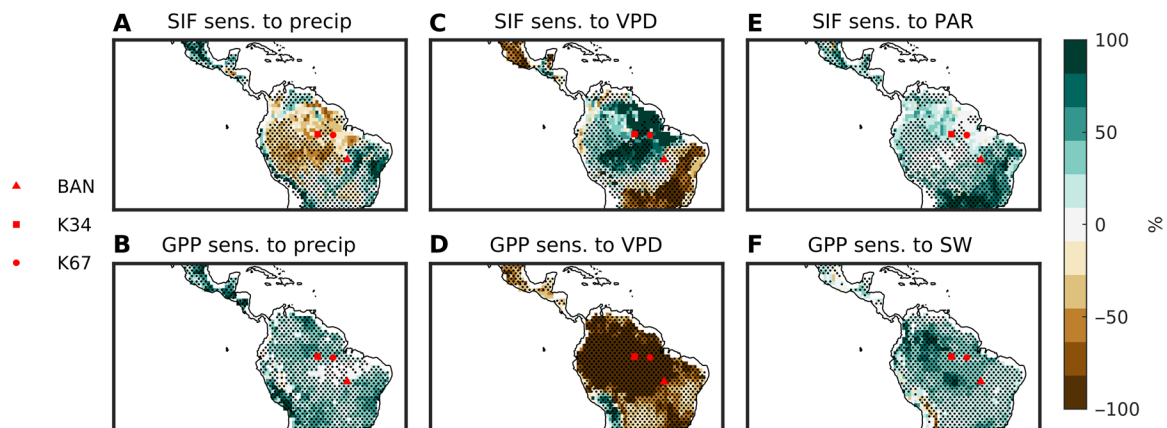 A SIF sens. to precip
C SIF sens. to VPD
E SIF sens. to PAR
BAN
K34
K67
B GPP sens. to precip
D GPP sens. to VPD
F GPP sens. to SW
100
50
0
−50
−100
%